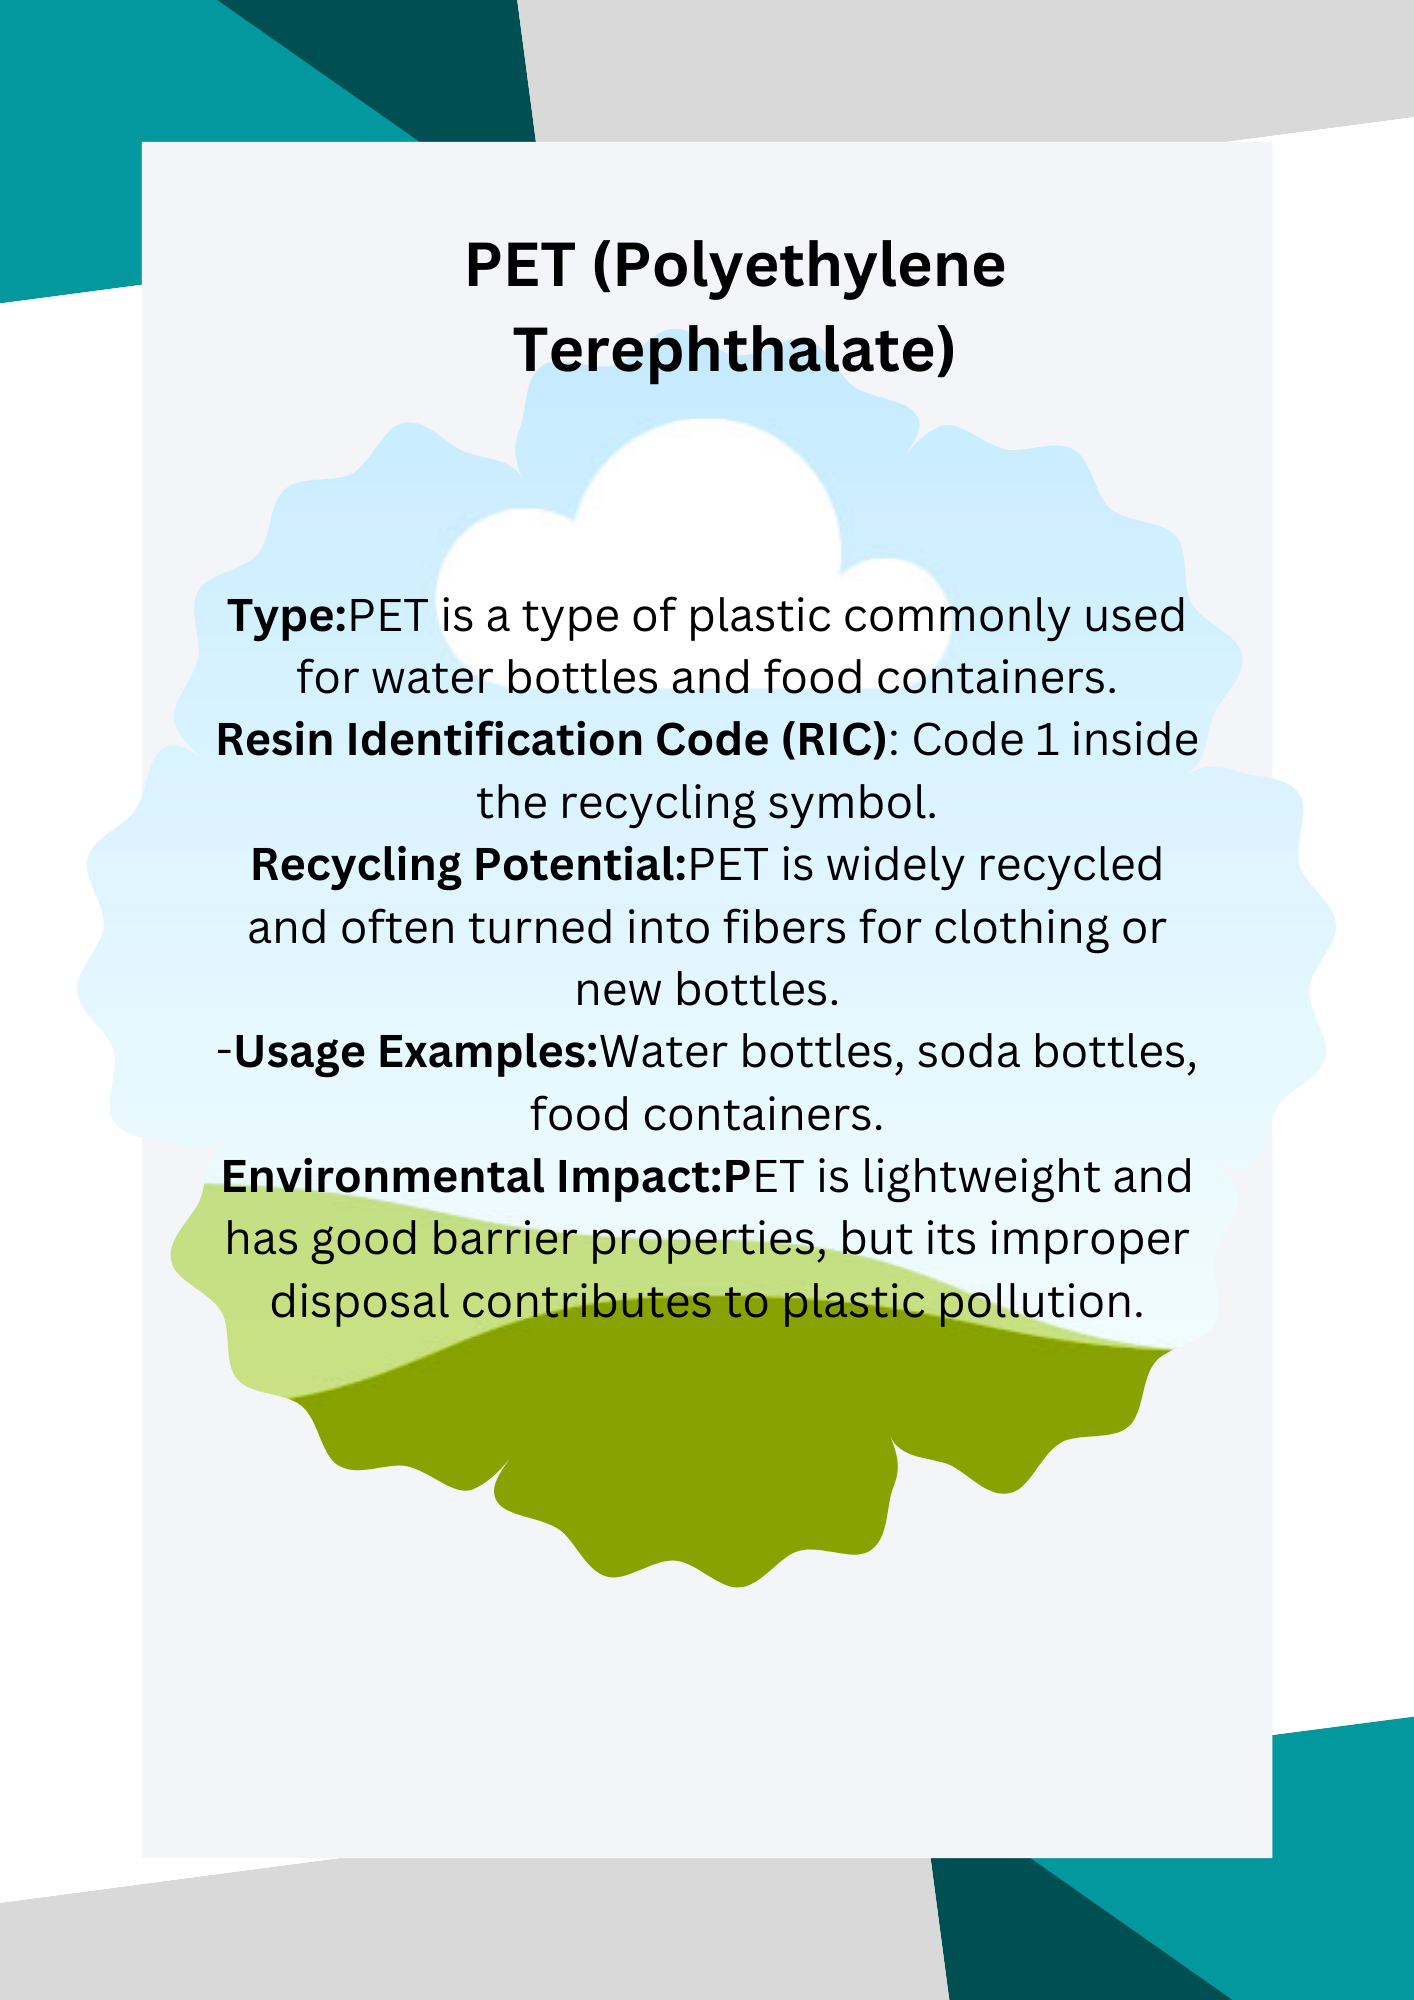 PET (Polyethylene
Terephthalate)
Type:PET is a type of plastic commonly used
for water bottles and food containers.
Resin Identification Code (RIC): Code 1 inside
the recycling symbol.
Recycling Potential:PET is widely recycled
and often turned into fibers for clothing or
new bottles.
-Usage Examples:Water bottles, soda bottles,
food containers.
Environmental Impact:PET is lightweight and
has good barrier properties, but its improper
disposal contributes to plastic pollution.